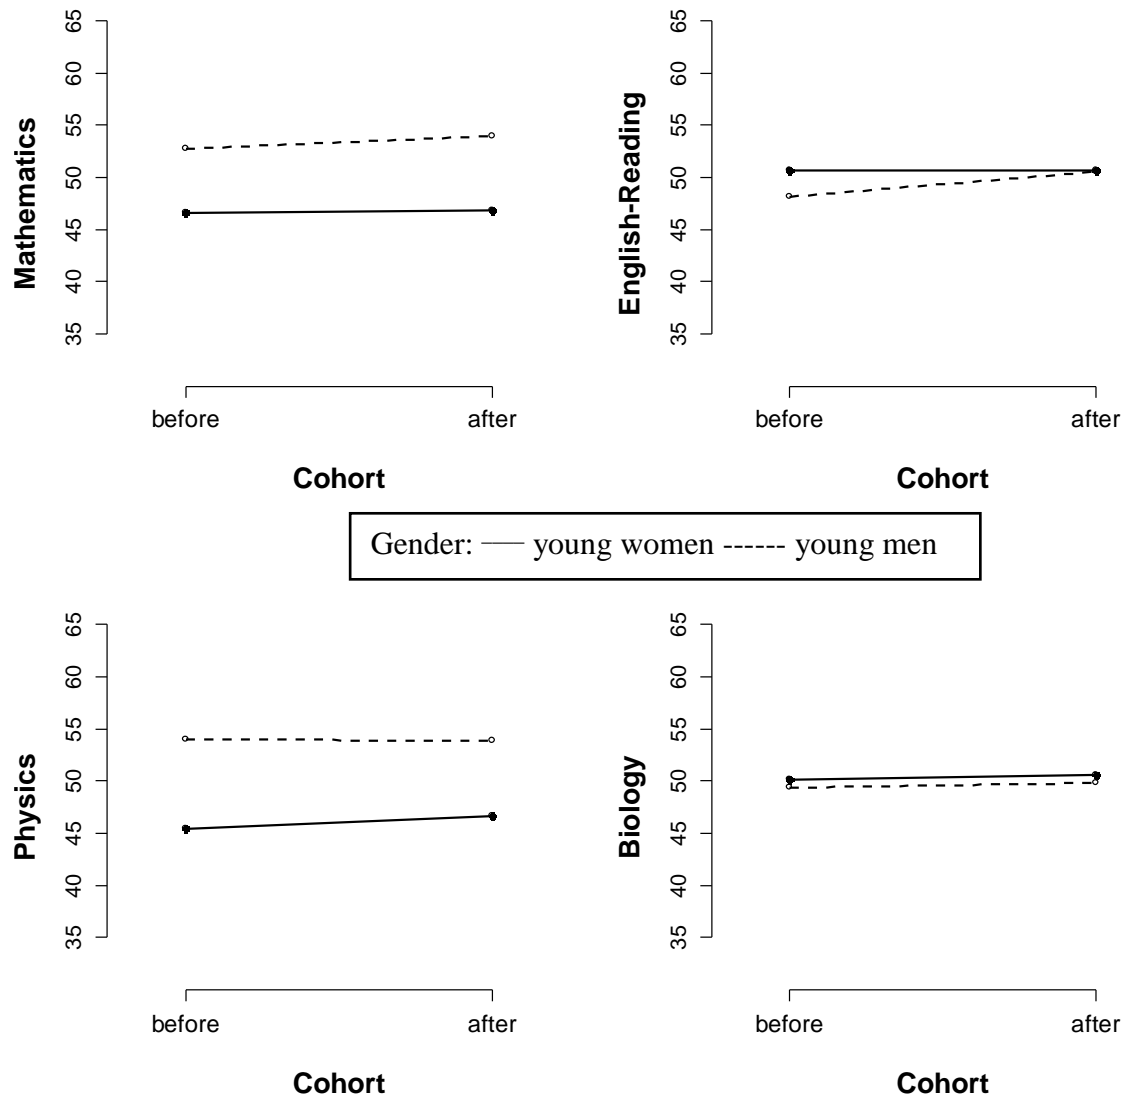 Mathematics
65
60
55
50
45
40
35
before after
Cohort
English-Reading
65
60
55
50
45
40
35
before after
Cohort
Gender: —— young women ------ young men
Physics
65
60
55
50
45
40
35
before after
Cohort
Biology
65
60
55
50
45
40
35
before after
Cohort